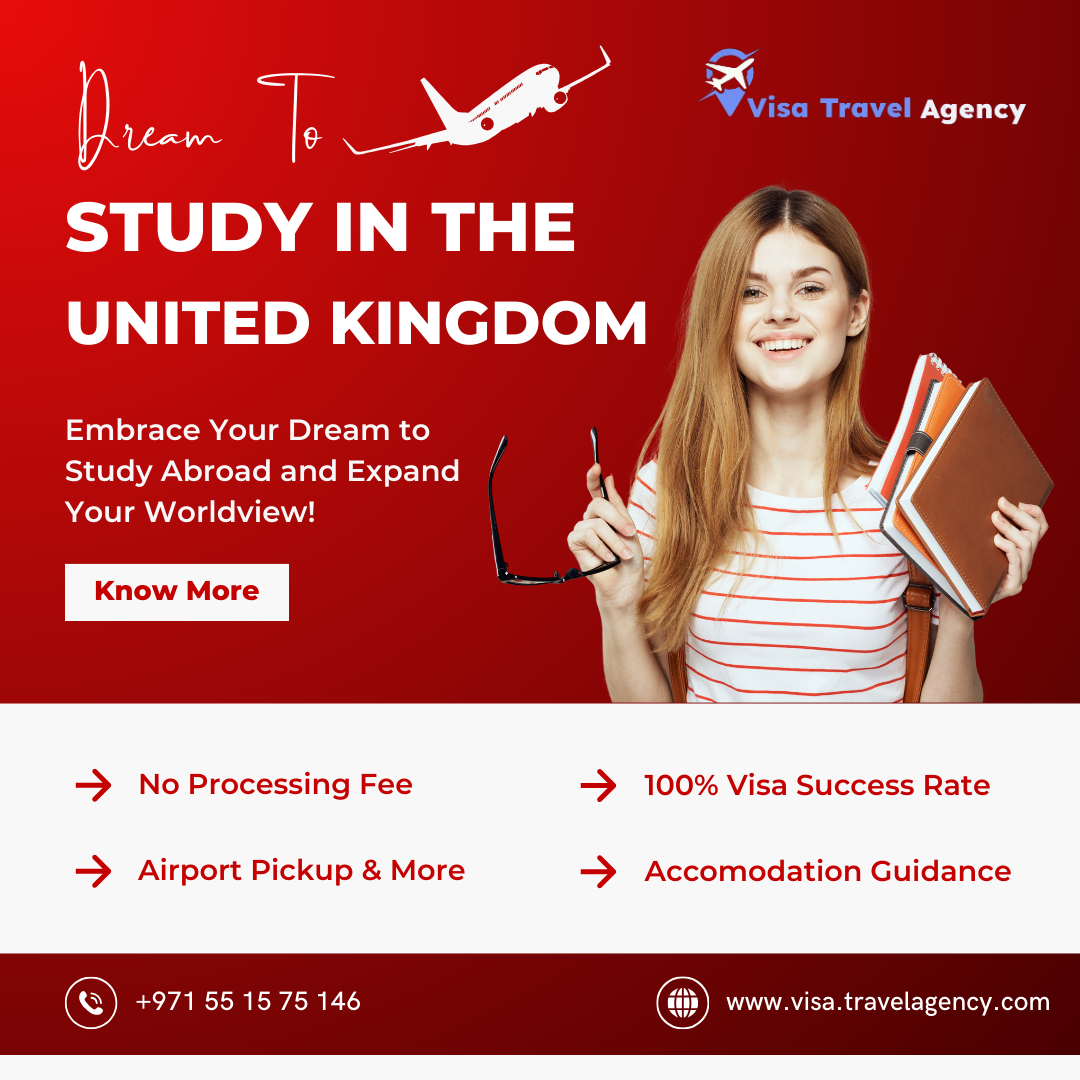 Dream To
Visa Travel Agency
STUDY IN THE
UNITED KINGDOM
Embrace Your Dream to
Study Abroad and Expand
Your Worldview!
Know More
No Processing Fee
100% Visa Success Rate
Airport Pickup & More
Accomodation Guidance
+971 55 15 75 146
www.visa.travelagency.com